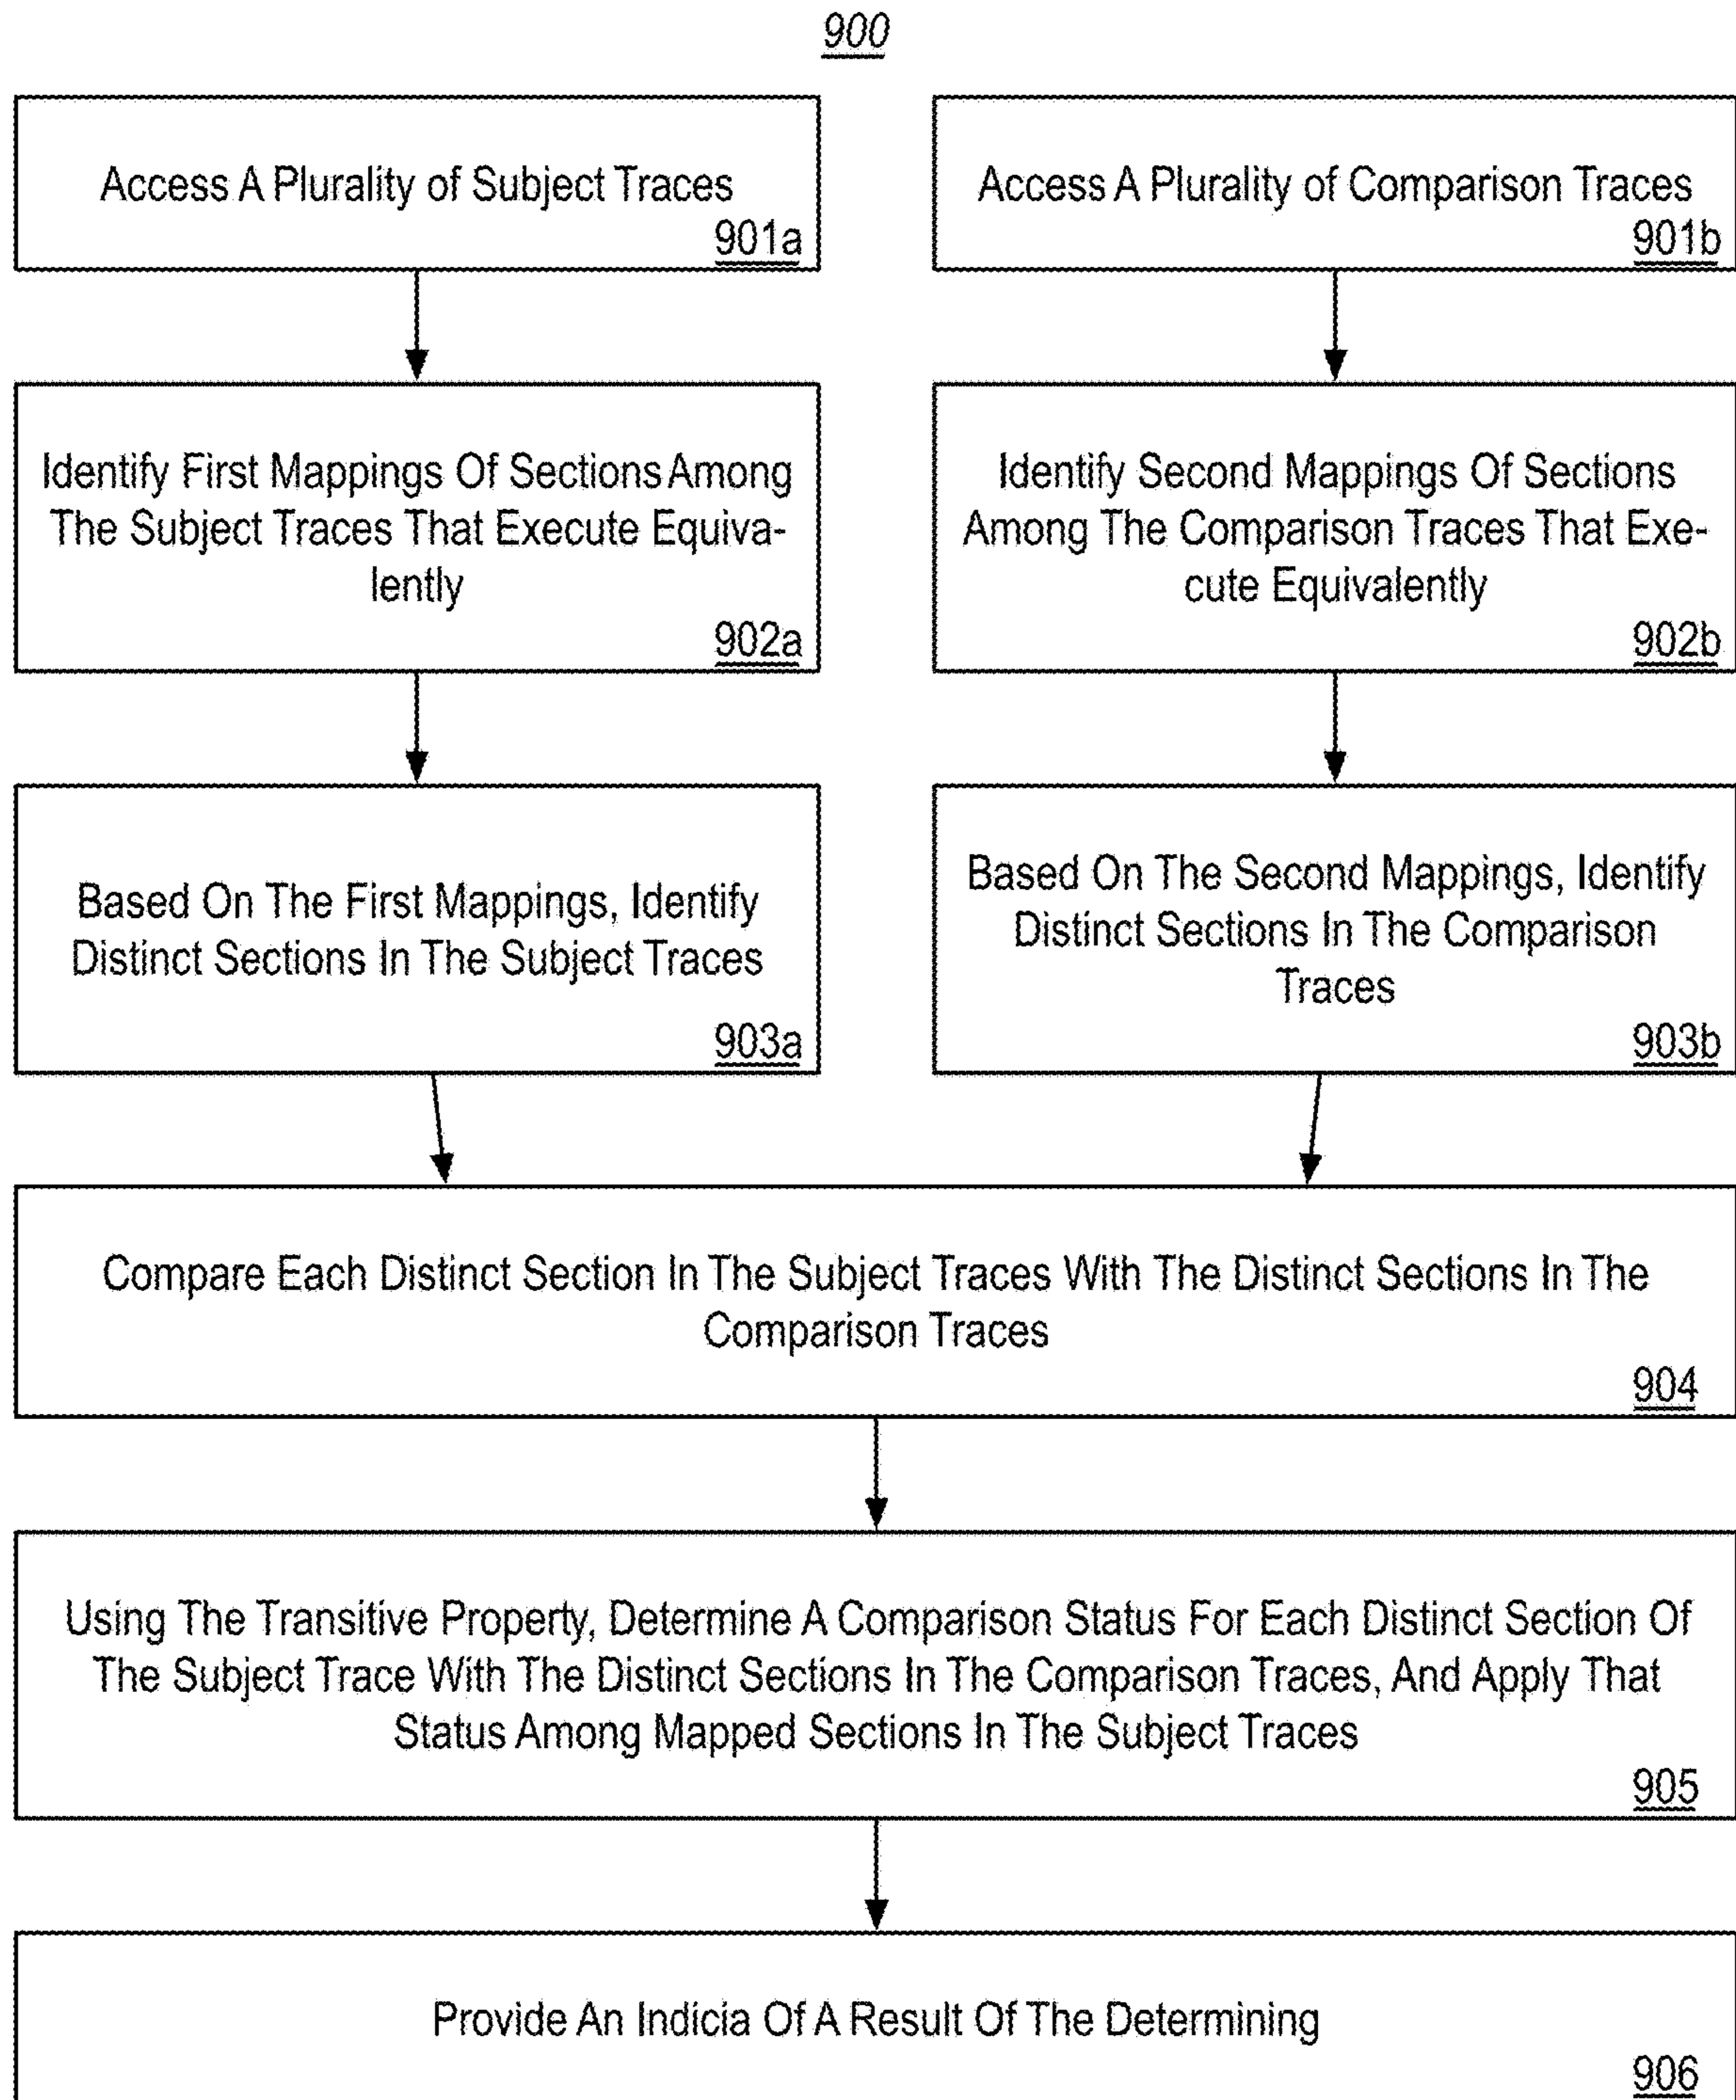 900
Access A Plurality of Subject Traces
901a
Access A Plurality of Comparison Traces
901b
Identify First Mappings Of Sections Among
The Subject Traces That Execute Equiva-
lently
902a
Identify Second Mappings Of Sections
Among The Comparison Traces That Exe-
cute Equivalently
902b
Based On The First Mappings, Identify
Distinct Sections In The Subject Traces
903a
Based On The Second Mappings, Identify
Distinct Sections In The Comparison
Traces
903b
Compare Each Distinct Section In The Subject Traces With The Distinct Sections In The
Comparison Traces
904
Using The Transitive Property, Determine A Comparison Status For Each Distinct Section Of
The Subject Trace With The Distinct Sections In The Comparison Traces, And Apply That
Status Among Mapped Sections In The Subject Traces
905
Provide An Indicia Of A Result Of The Determining
906